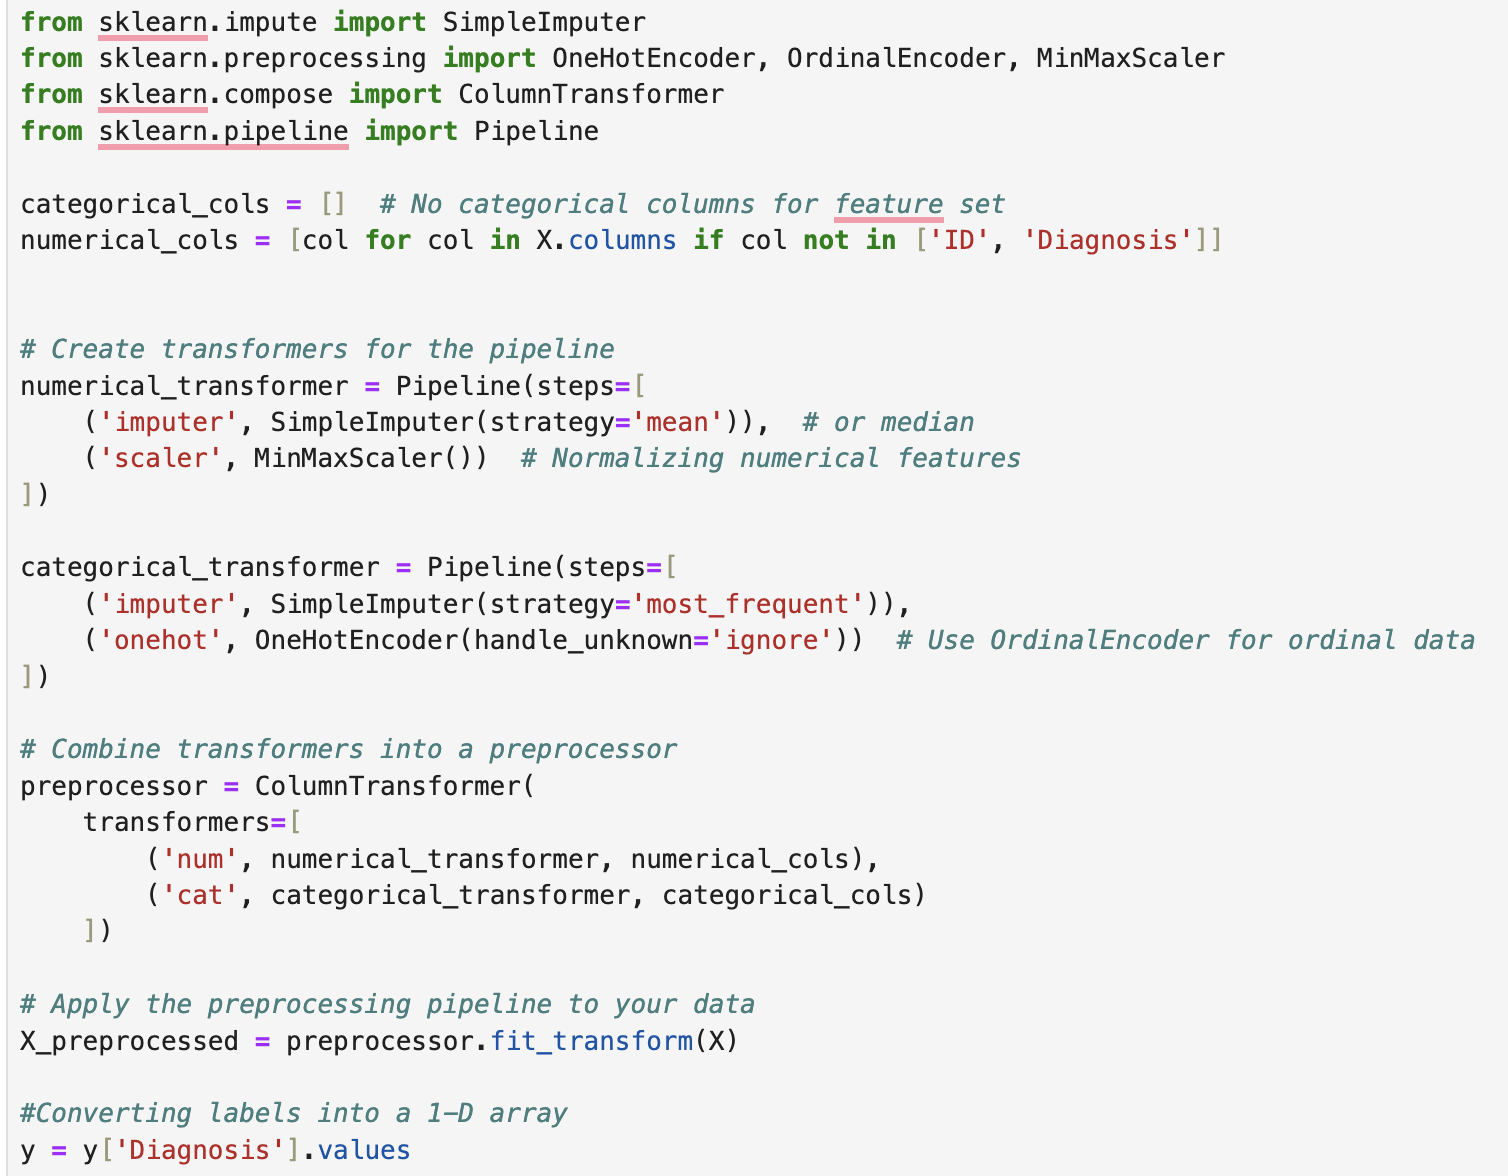 from sklearn.impute import SimpleImputer
from sklearn.preprocessing import OneHotEncoder, OrdinalEncoder, MinMaxScaler
from sklearn.compose import ColumnTransformer
from sklearn.pipeline import Pipeline

categorical_cols = []  # No categorical columns for feature set
numerical_cols = [col for col in X.columns if col not in ['ID', 'Diagnosis']]


# Create transformers for the pipeline
numerical_transformer = Pipeline(steps=[
    ('imputer', SimpleImputer(strategy='mean')),  # or median
    ('scaler', MinMaxScaler())  # Normalizing numerical features
])

categorical_transformer = Pipeline(steps=[
    ('imputer', SimpleImputer(strategy='most_frequent')),
    ('onehot', OneHotEncoder(handle_unknown='ignore'))  # Use OrdinalEncoder for ordinal data
])

# Combine transformers into a preprocessor
preprocessor = ColumnTransformer(
    transformers=[
        ('num', numerical_transformer, numerical_cols),
        ('cat', categorical_transformer, categorical_cols)
    ])

# Apply the preprocessing pipeline to your data
X_preprocessed = preprocessor.fit_transform(X)

#Converting labels into a 1-D array
y = y['Diagnosis'].values